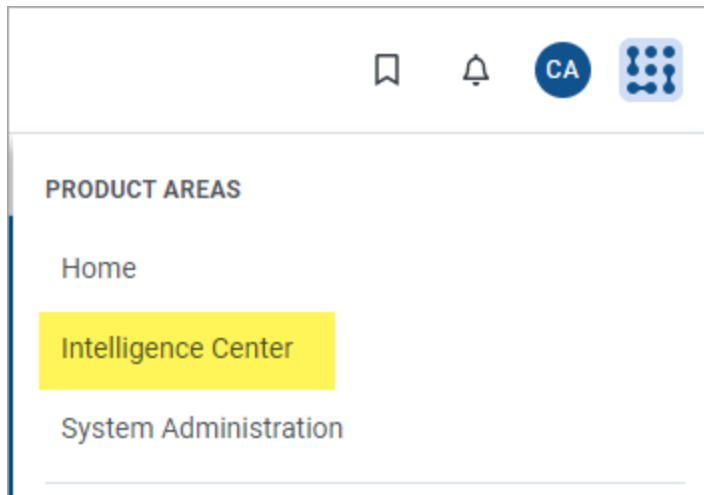 CA
PRODUCT AREAS
Home
Intelligence Center
System Administration